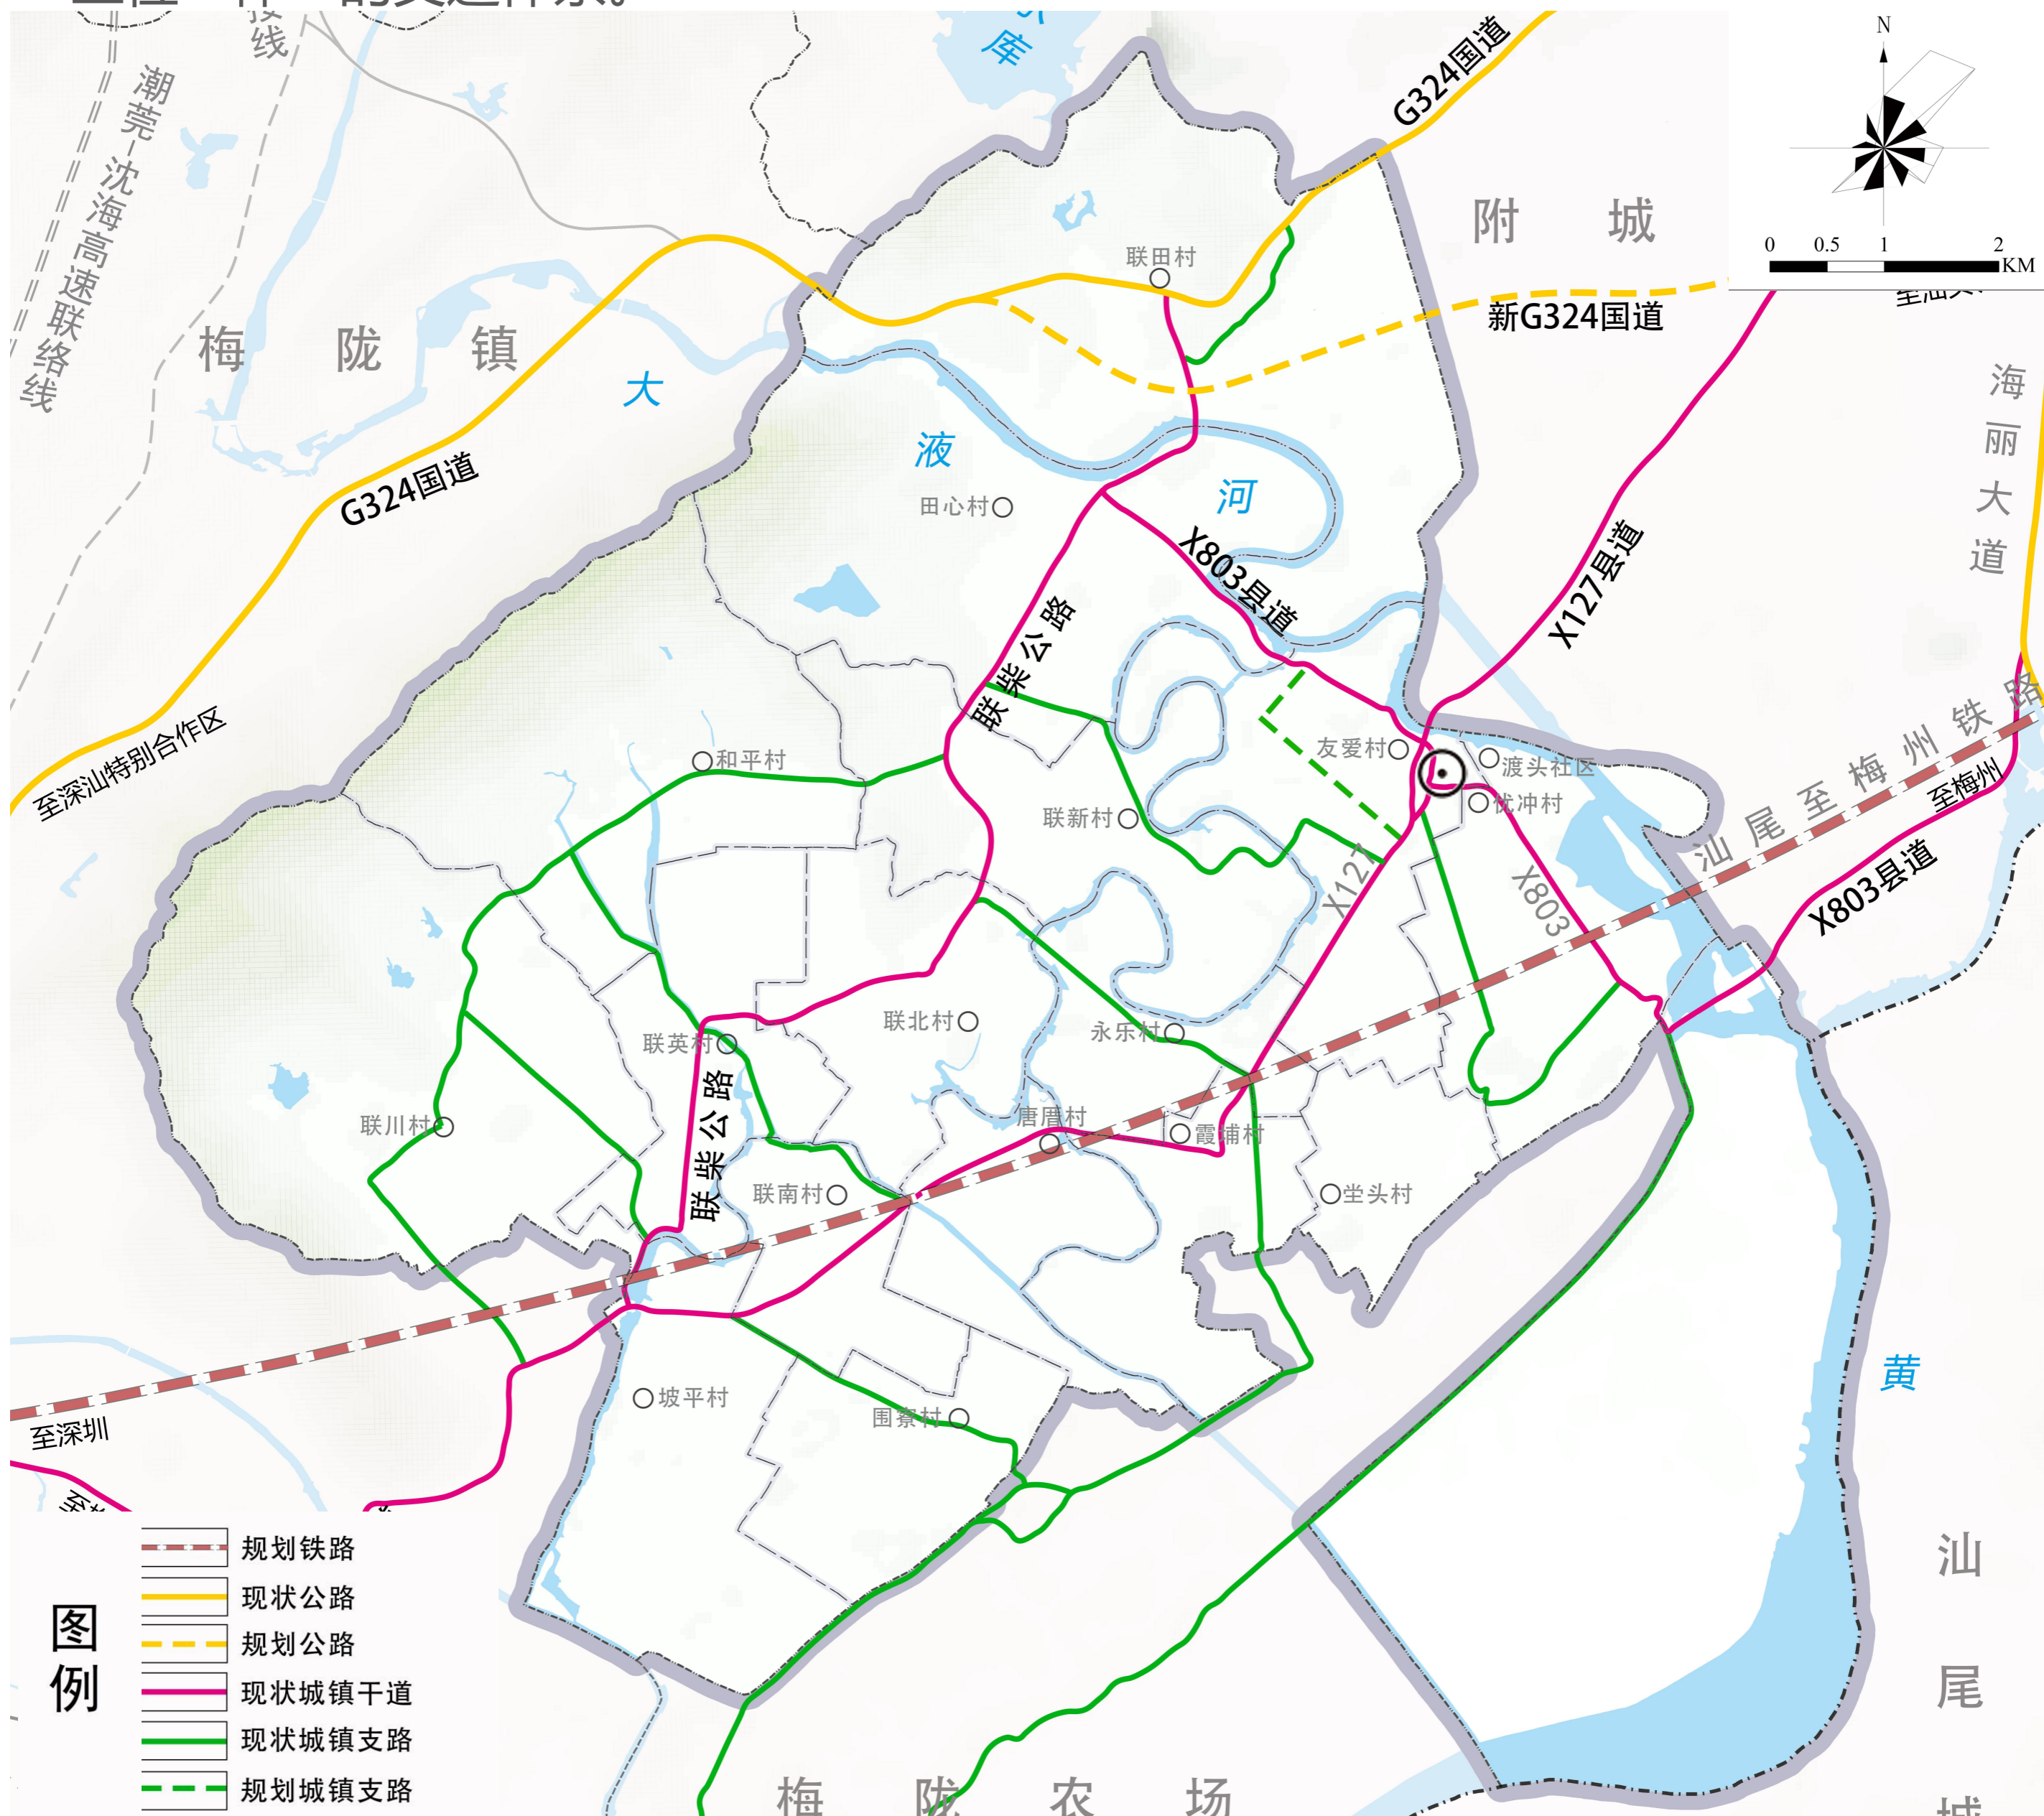 的交通体系。
接线
库
潮莞-沈海高速联络线
G324国道
N
0 0.5 1 2
KM
附城
联田村
新G324国道
梅陇镇
大
液
河
海丽大道
G324国道
田心村
X803县道
X127县道
联柴公路
至深汕特别合作区
和平村
友爱村
渡头社区
优冲村
联新村
汕尾至梅州铁路
至梅州
X803县道
X127
X803
联英村
联北村
永乐村
联川村
联柴公路
唐厝村
霞埔村
联南村
坐头村
黄
坡平村
围寮村
至深圳
图例
规划铁路
现状公路
规划公路
现状城镇干道
现状城镇支路
规划城镇支路
汕尾城
梅陇农场